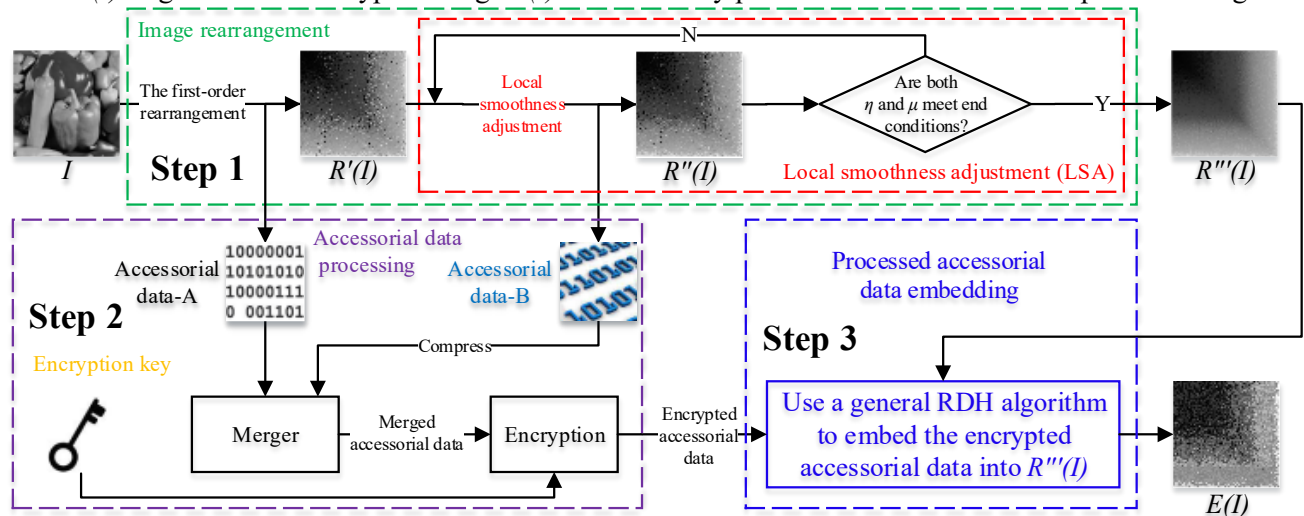 Image rearrangement
N
The first-order
rearrangement
Local
smoothness
adjustment
Are both
η and μ meet end
conditions?
Y
I
Step 1
R'(I)
R''(I)
Local smoothness adjustment (LSA)
R'''(I)
Accessorial data
processing
10000001
10101010
10000111
0 001101
Accessorial
data-A
Accessorial
data-B
Processed accessorial
data embedding
Step 2
Compress
Step 3
Encryption key
Merger
Merged
accessorial data
Encryption
Encrypted
accessorial
data
Use a general RDH algorithm
to embed the encrypted
accessorial data into R'''(I)
E(I)